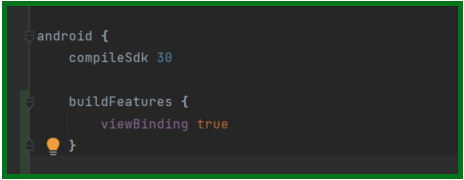 android {
    compileSdk 30
    buildFeatures {
        viewBinding true
    }